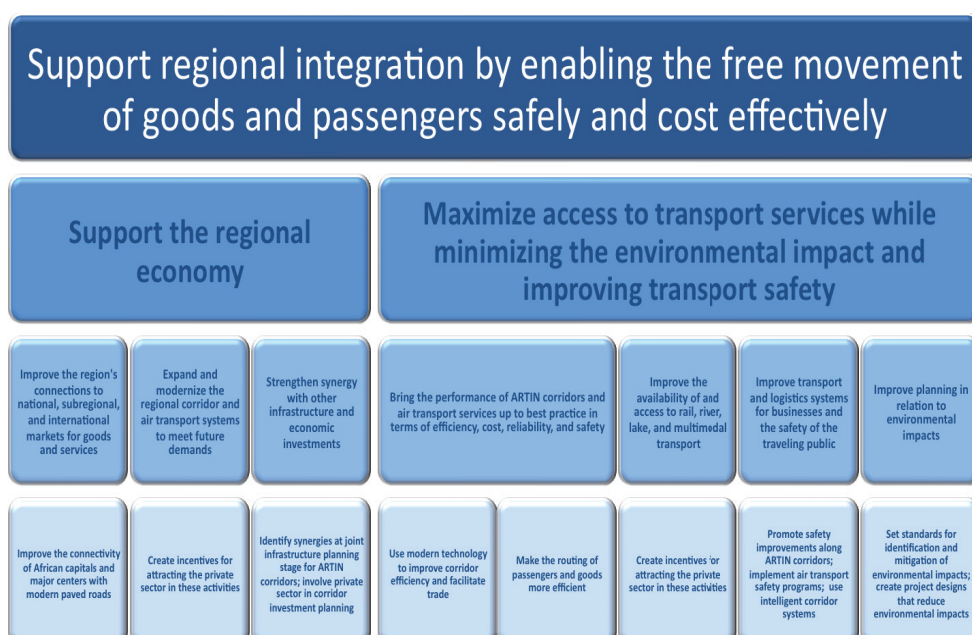 Support regional integration by enabling the free movement
of goods and passengers safely and cost effectively
Support the regional
economy
Maximize access to transport services while
minimizing the environmental impact and
improving transport safety
Improve the region's
connections to
national, subregional,
and international
markets for goods
and services
Expand and
modernize the
regional corridor and
air transport systems
to meet future
demands
Strengthen synergy
with other
infrastructure and
economic
investments
Bring the performance of ARTIN corridors and
air transport services up to best practice in
terms of efficiency, cost, reliability, and safety
Improve the
availability of and
access to rail, river,
lake, and multimodal
transport
Improve transport
and logistics systems
for businesses and
the safety of the
traveling public
Improve planning in
relation to
environmental
impacts
Improve the connectivity
of African capitals and
major centers with
modern paved roads
Create incentives for
attracting the private
sector in these activities
Identify synergies at joint
infrastructure planning
stage for ARTIN
corridors; involve private
sector in corridor
investment planning
Use modern technology
to improve corridor
efficiency and facilitate
trade
Make the routing of
passengers and goods
more efficient
Create incentives for
attracting the private
sector in these activities
Promote safety
improvements along
ARTIN corridors;
implement air transport
safety programs; use
intelligent corridor
systems
Set standards for
identification and
mitigation of
environmental impacts;
create project designs
that reduce
environmental impacts